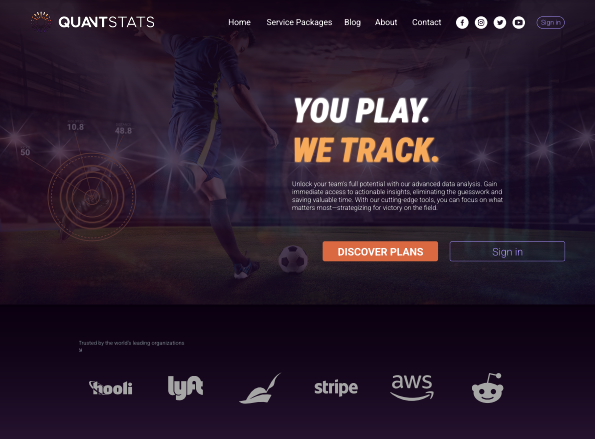 QUANTSTATS
Home Service Packages Blog About Contact Sign in
YOU PLAY.
WE TRACK.
10.8
48.8
50
Unlock your team's full potential with our advanced data analysis. Gain
immediate access to actionable insights, eliminating the guesswork and
saving valuable time. With our cutting-edge tools, you can focus on what
matters most—strategizing for victory on the field.
DISCOVER PLANS Sign in
Trusted by the world's leading organizations
hooli lyft stripe aws